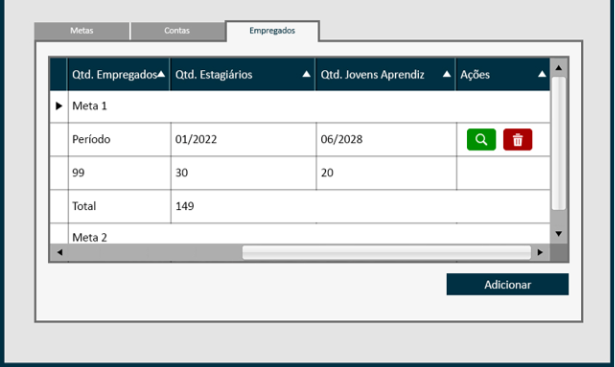 Metas Contas Empregados
Qtd. Empregados Qtd. Estagiários Qtd. Jovens Aprendiz Ações
Meta 1
Período 01/2022 06/2028
99 30 20
Total 149
Meta 2
Adicionar